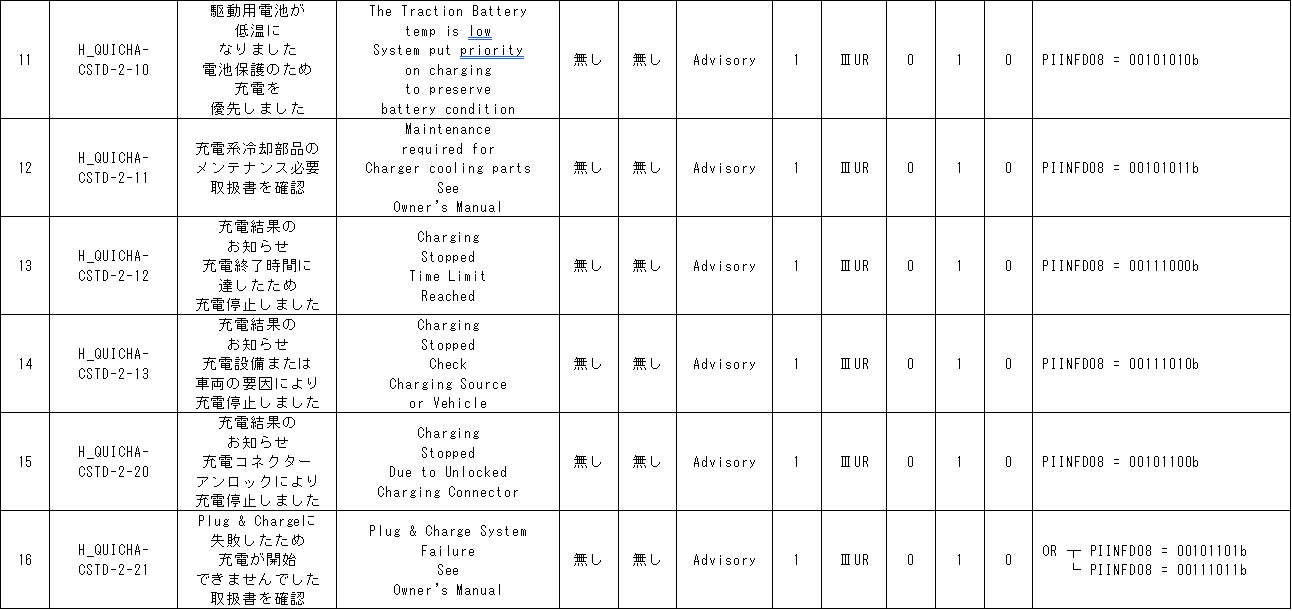 11
H_QUICHA-
CSTD-2-10
駆動用電池が
低温に
なりました
電池保護のため
充電を
優先しました
The Traction Battery
temp is low
System put priority
on charging
to preserve
battery condition
無し
無し
Advisory
1
ⅢUR
0
1
0
PIINFD08 = 00101010b
12
H_QUICHA-
CSTD-2-11
充電系冷却部品の
メンテナンス必要
取扱書を確認
Maintenance
required for
Charger cooling parts
See
Owner's Manual
無し
無し
Advisory
1
ⅢUR
0
1
0
PIINFD08 = 00101011b
13
H_QUICHA-
CSTD-2-12
充電結果の
お知らせ
充電終了時間に
達したため
充電停止しました
Charging
Stopped
Time Limit
Reached
無し
無し
Advisory
1
ⅢUR
0
1
0
PIINFD08 = 00111000b
14
H_QUICHA-
CSTD-2-13
充電結果の
お知らせ
充電設備または
車両の要因により
充電停止しました
Charging
Stopped
Check
Charging Source
or Vehicle
無し
無し
Advisory
1
ⅢUR
0
1
0
PIINFD08 = 00111010b
15
H_QUICHA-
CSTD-2-20
充電結果の
お知らせ
充電コネクター
アンロックにより
充電停止しました
Charging
Stopped
Due to Unlocked
Charging Connector
無し
無し
Advisory
1
ⅢUR
0
1
0
PIINFD08 = 00101100b
16
H_QUICHA-
CSTD-2-21
Plug & Chargeに
失敗したため
充電が開始
できませんでした
取扱書を確認
Plug & Charge System
Failure
See
Owner's Manual
無し
無し
Advisory
1
ⅢUR
0
1
0
OR ┬ PIINFD08 = 00101101b
└ PIINFD08 = 00111011b